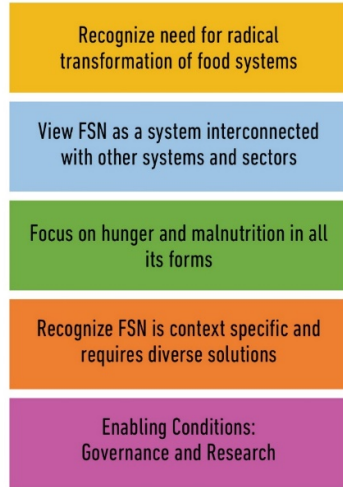 Recognize need for radical
transformation of food systems
View FSN as a system interconnected
with other systems and sectors
Focus on hunger and malnutrition in all
its forms
Recognize FSN is context specific and
requires diverse solutions
Enabling Conditions:
Governance and Research